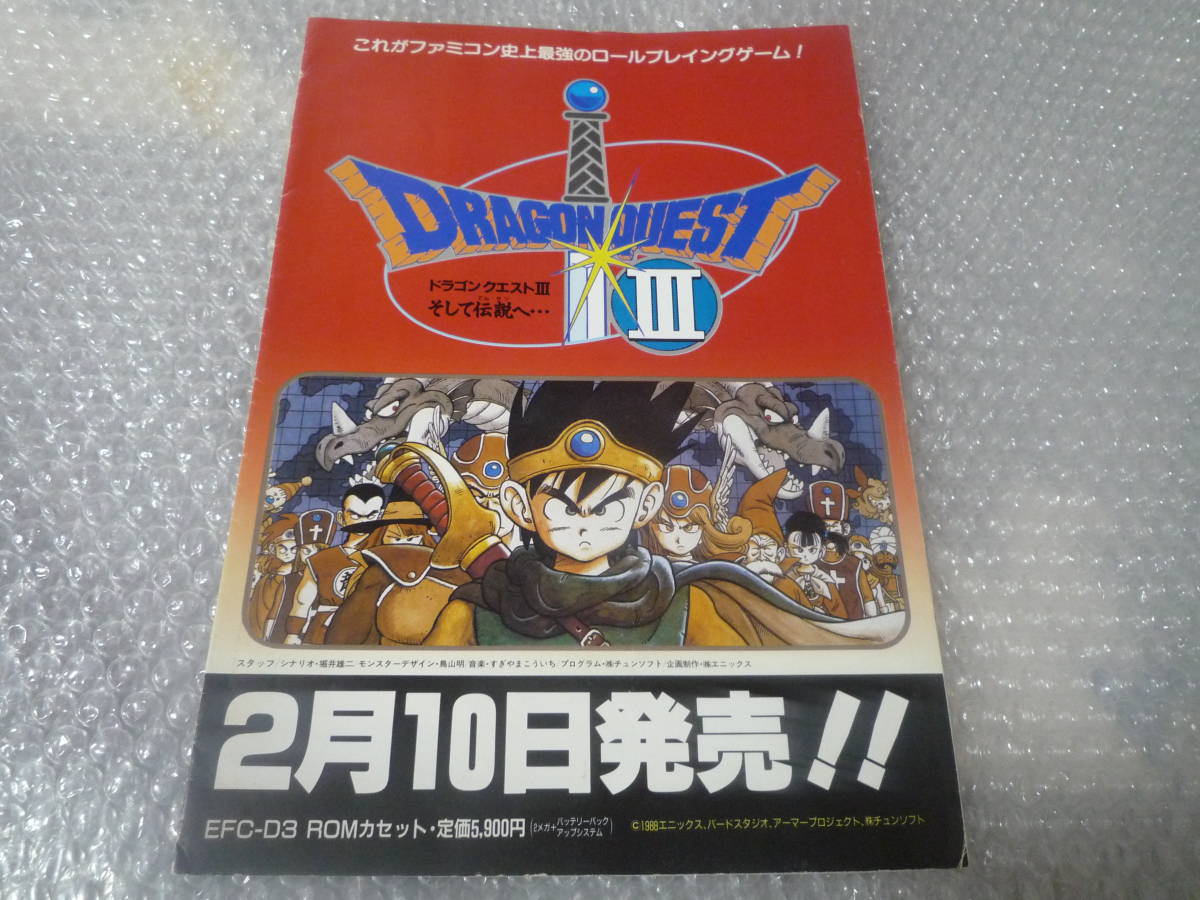 これがファミコン史上最強のロールプレイングゲーム!
DRAGON QUEST
III
ドラゴンクエストIII
そして伝説へ…
でんせつ
スタッフ/シナリオ・堀井雄二 モンスターデザイン・鳥山明 音楽・すぎやまこういち プログラム・㈱チュンソフト/企画制作・㈱エニックス
2月10日発売!!
EFC-D3 ROMカセット・定価5,900円(2メガ+バッテリーバックアップシステム)
©1988エニックス、バードスタジオ、アーマープロジェクト、㈱チュンソフト